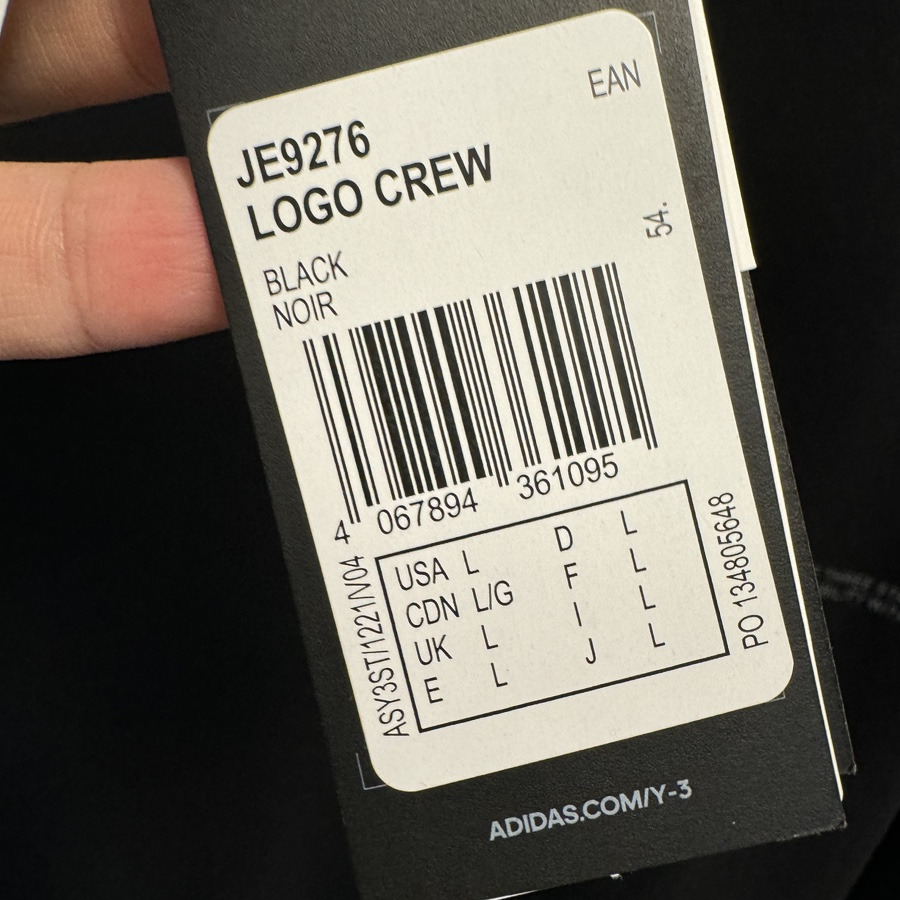 EAN
JE9276
LOGO CREW
54.
BLACK
NOIR
4 067894 361095
ASY3ST/1221/V04
USA L D L
CDN L/G F L
UK L I L
E L J L
PO 134805648
ADIDAS.COM/Y-3